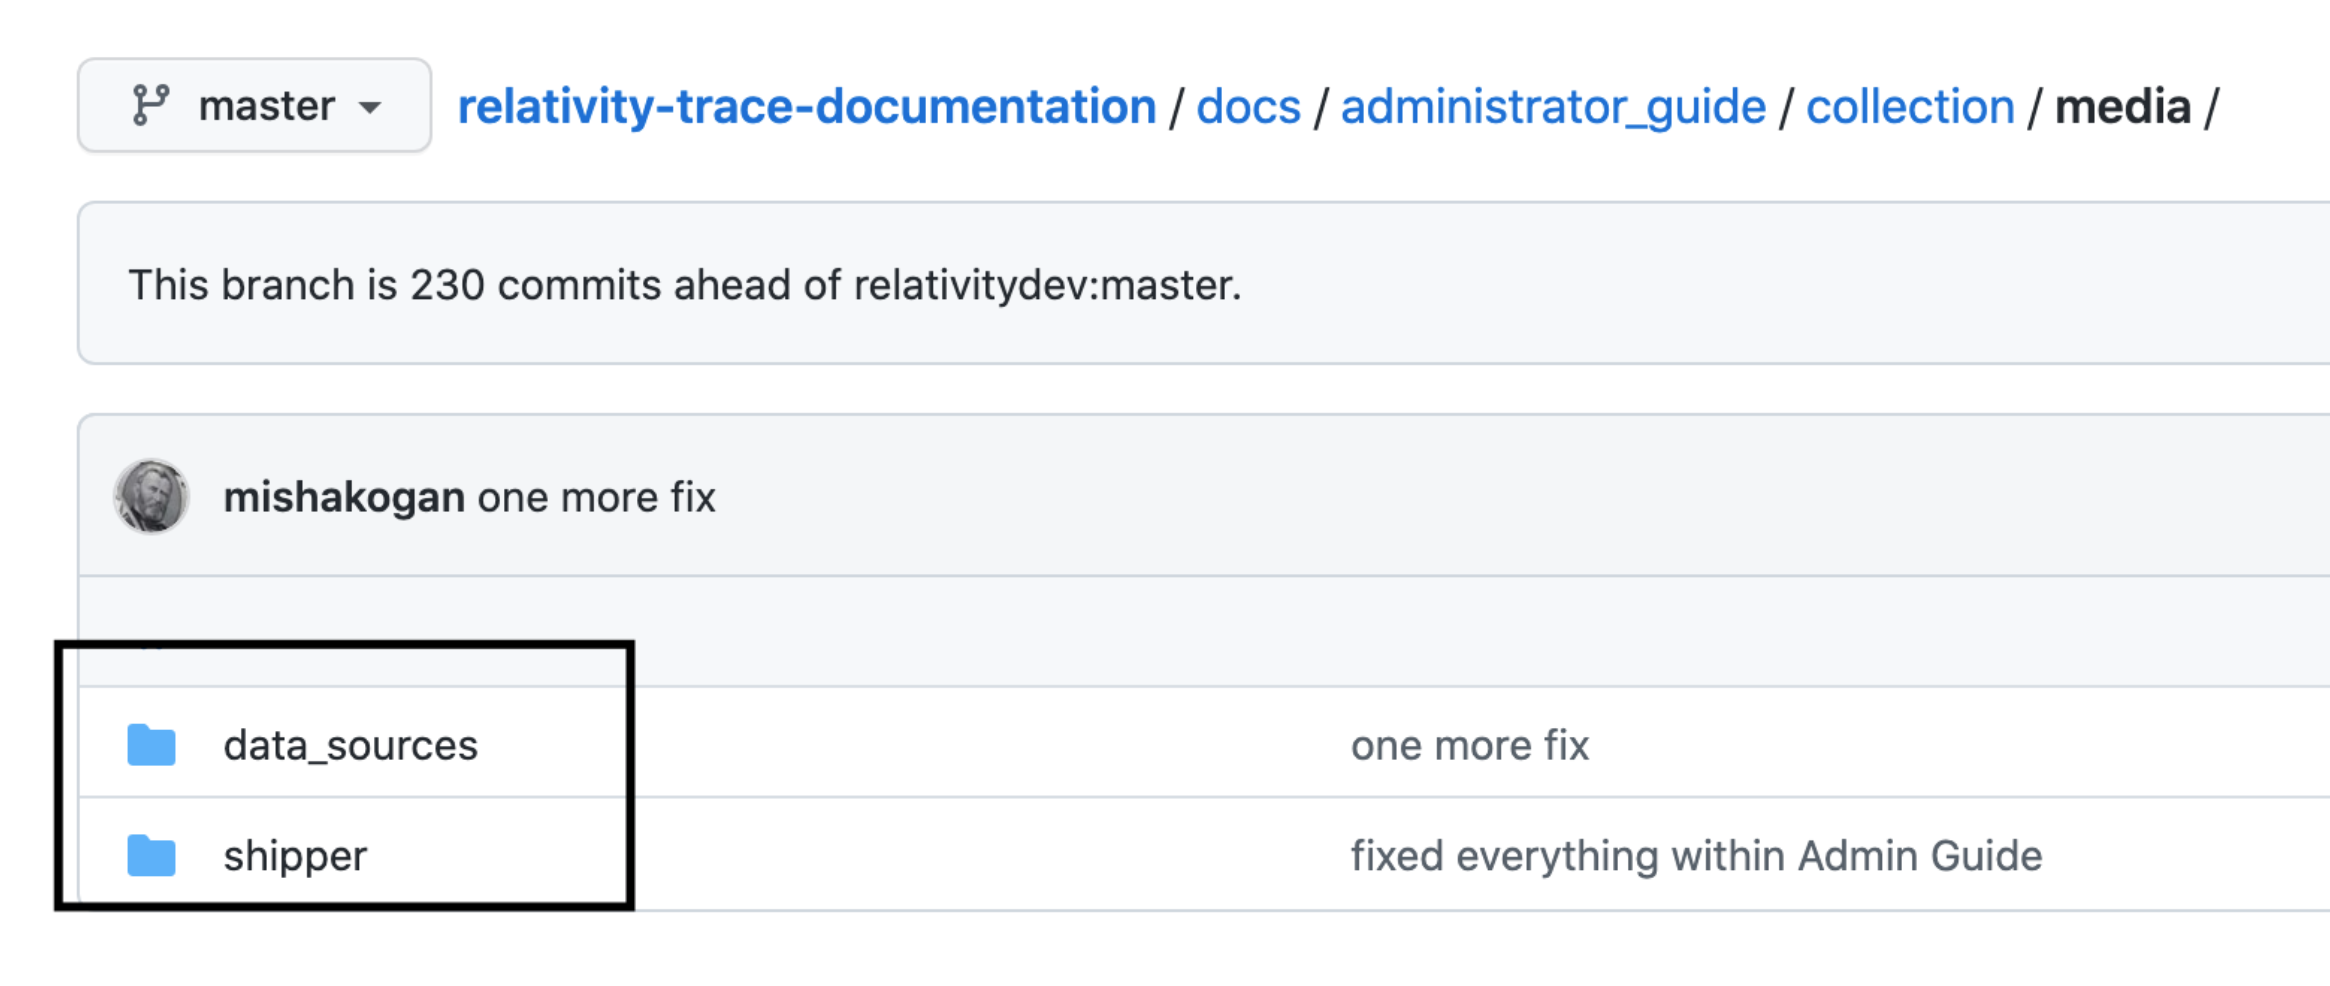 master relativity-trace-documentation / docs / administrator_guide / collection / media /
This branch is 230 commits ahead of relativitydev:master.
mishakogan one more fix
data_sources one more fix
shipper fixed everything within Admin Guide